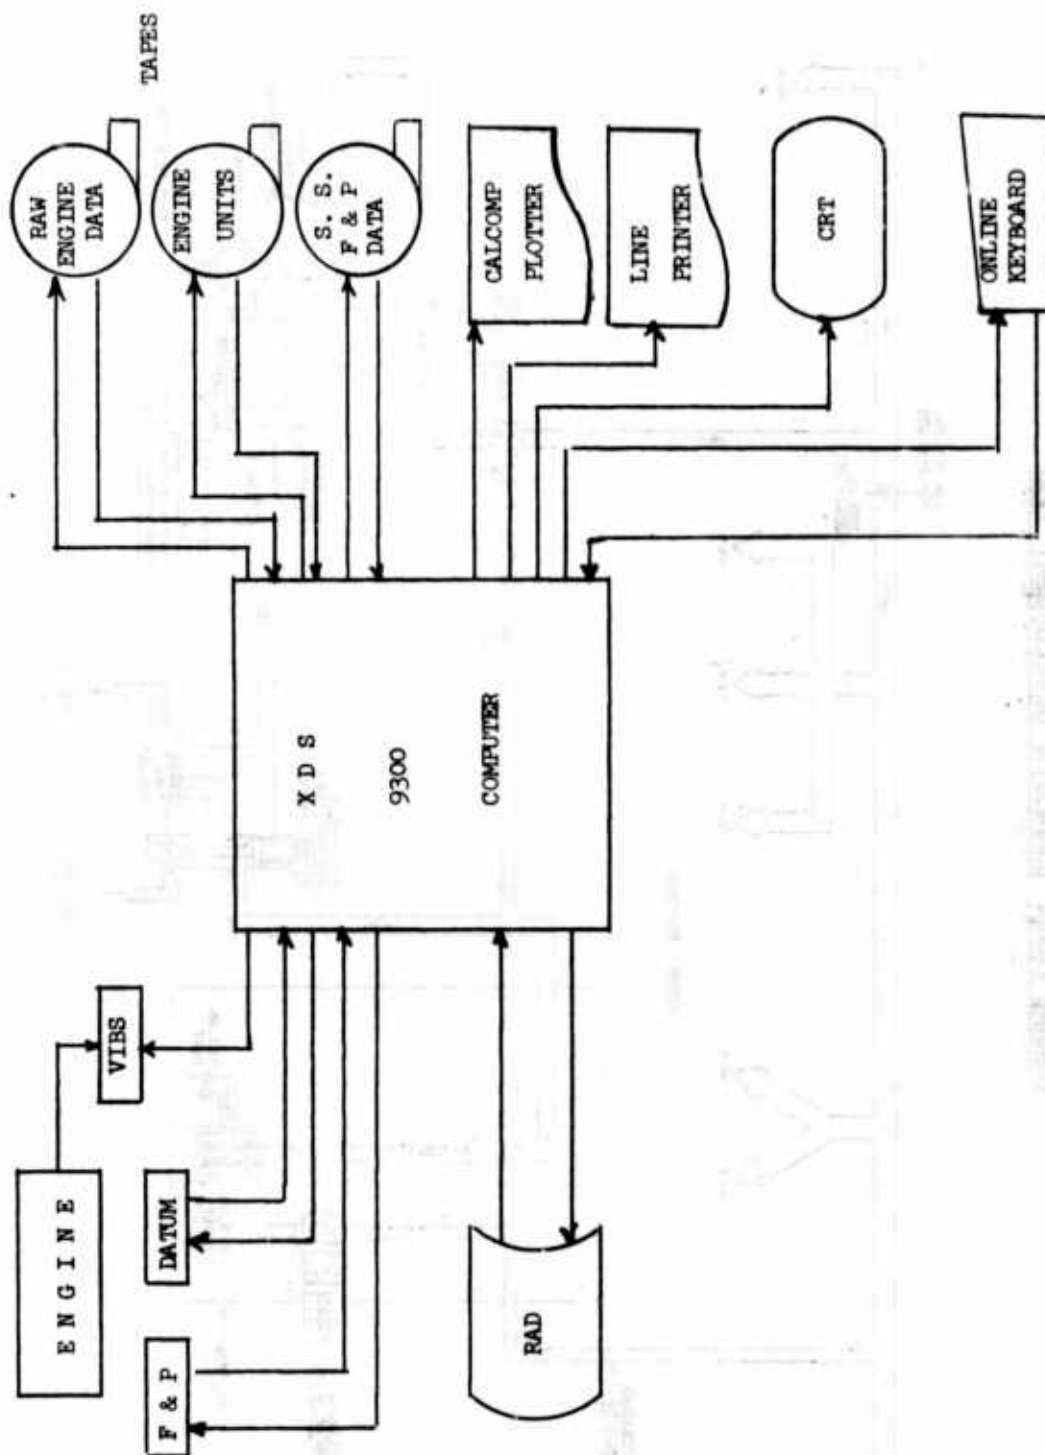 TAPES
RAW
ENGINE
DATA
ENGINE
UNITS
S. S.
F & P
DATA
CALCOMP
PLOTTER
LINE
PRINTER
CRT
ONLINE
KEYBOARD
X D S
9300
COMPUTER
VIBS
E N G I N E
DATUM
F & P
RAD